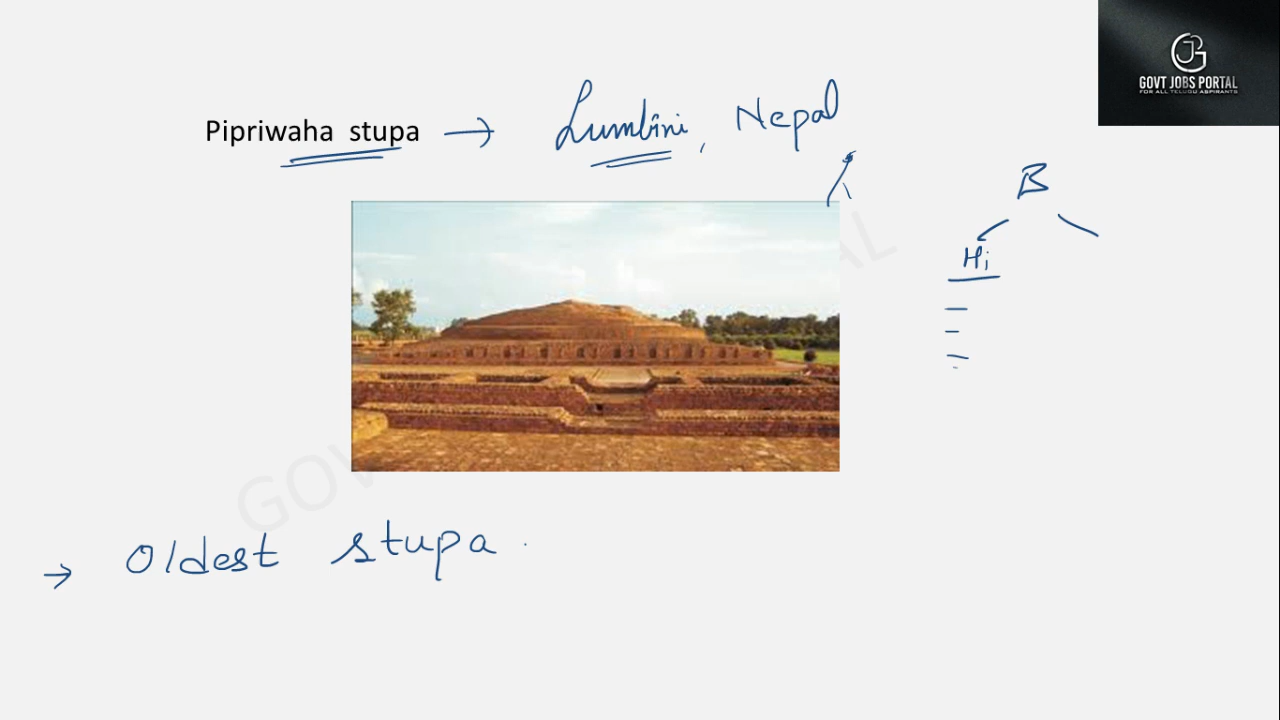 GOVT JOBS PORTAL
FOR ALL TELUGU ASPIRANTS
Pipriwaha stupa → Lumbini, Nepal
B
Hi
→ Oldest stupa.